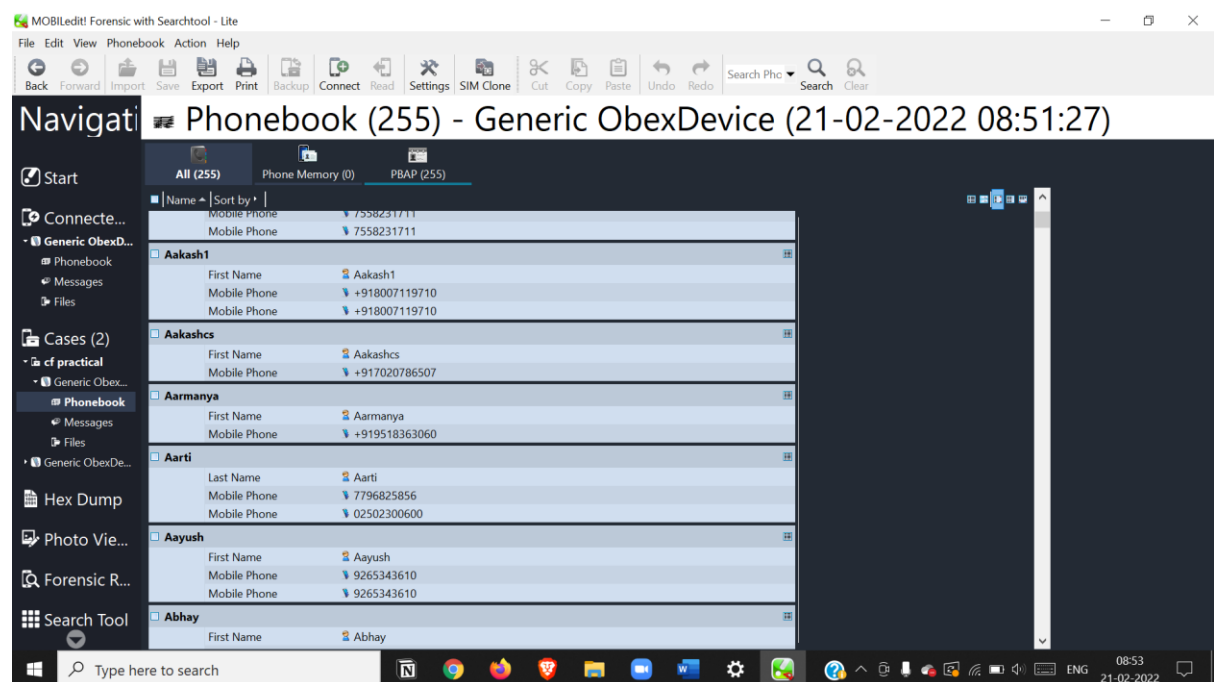 MOBILedit! Forensic with Searchtool - Lite
File Edit View Phonebook Action Help
Back Forward Import Save Export Print Backup Connect Read Settings SIM Clone Cut Copy Paste Undo Redo Search Pho Search Clear
Navigati
Phonebook (255) - Generic ObexDevice (21-02-2022 08:51:27)
Start
Connecte...
Generic ObexD...
Phonebook
Messages
Files
Cases (2)
cf practical
Generic Obex...
Phonebook
Messages
Files
Generic ObexDe...
Hex Dump
Photo Vie...
Forensic R...
Search Tool
All (255) Phone Memory (0) PBAP (255)
Name Sort by
Mobile Phone 7558231711
Mobile Phone 7558231711
Aakash1
First Name Aakash1
Mobile Phone +918007119710
Mobile Phone +918007119710
Aakashcs
First Name Aakashcs
Mobile Phone +917020786507
Aarmanya
First Name Aarmanya
Mobile Phone +919518363060
Aarti
Last Name Aarti
Mobile Phone 7796825856
Mobile Phone 02502300600
Aayush
First Name Aayush
Mobile Phone 9265343610
Mobile Phone 9265343610
Abhay
First Name Abhay
Type here to search
ENG
08:53
21-02-2022